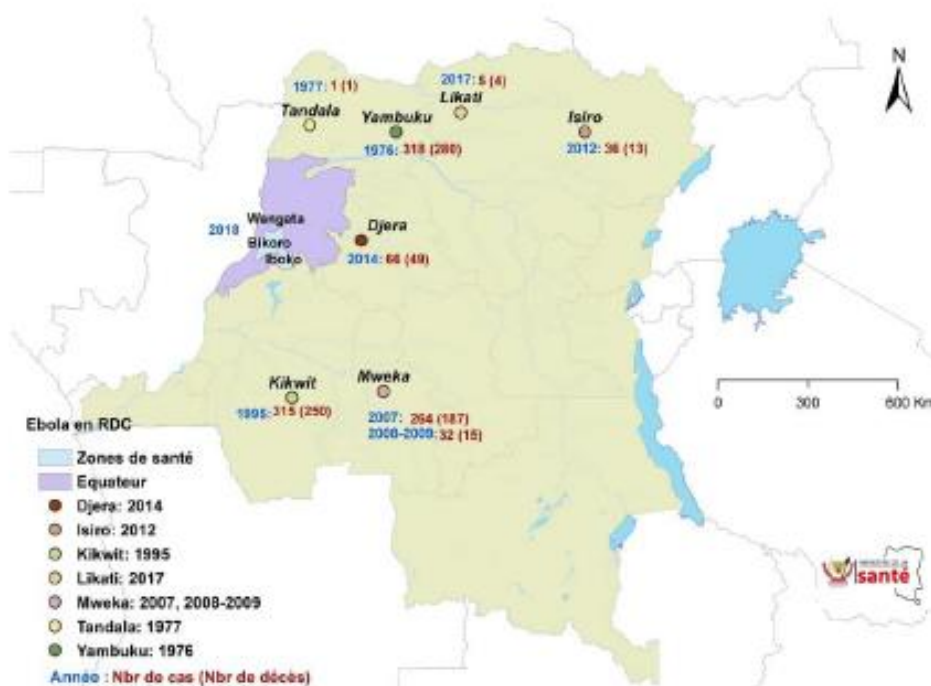 N
1977: 1 (1)
Tandala
2017: 5 (4)
Likati
Yambuku
1976: 318 (280)
Isiro
2012: 36 (13)
2018
Wangata
Bikoro
Iboko
Djera
2014: 66 (49)
Kikwit
1995: 315 (250)
Mweka
2007: 264 (187)
2008-2009: 32 (15)
0 300 600 Km
Ebola en RDC
Zones de santé
Equateur
Djera: 2014
Isiro: 2012
Kikwit: 1995
Likati: 2017
Mweka: 2007, 2008-2009
Tandala: 1977
Yambuku: 1976
Année : Nbr de cas (Nbr de décès)
santé